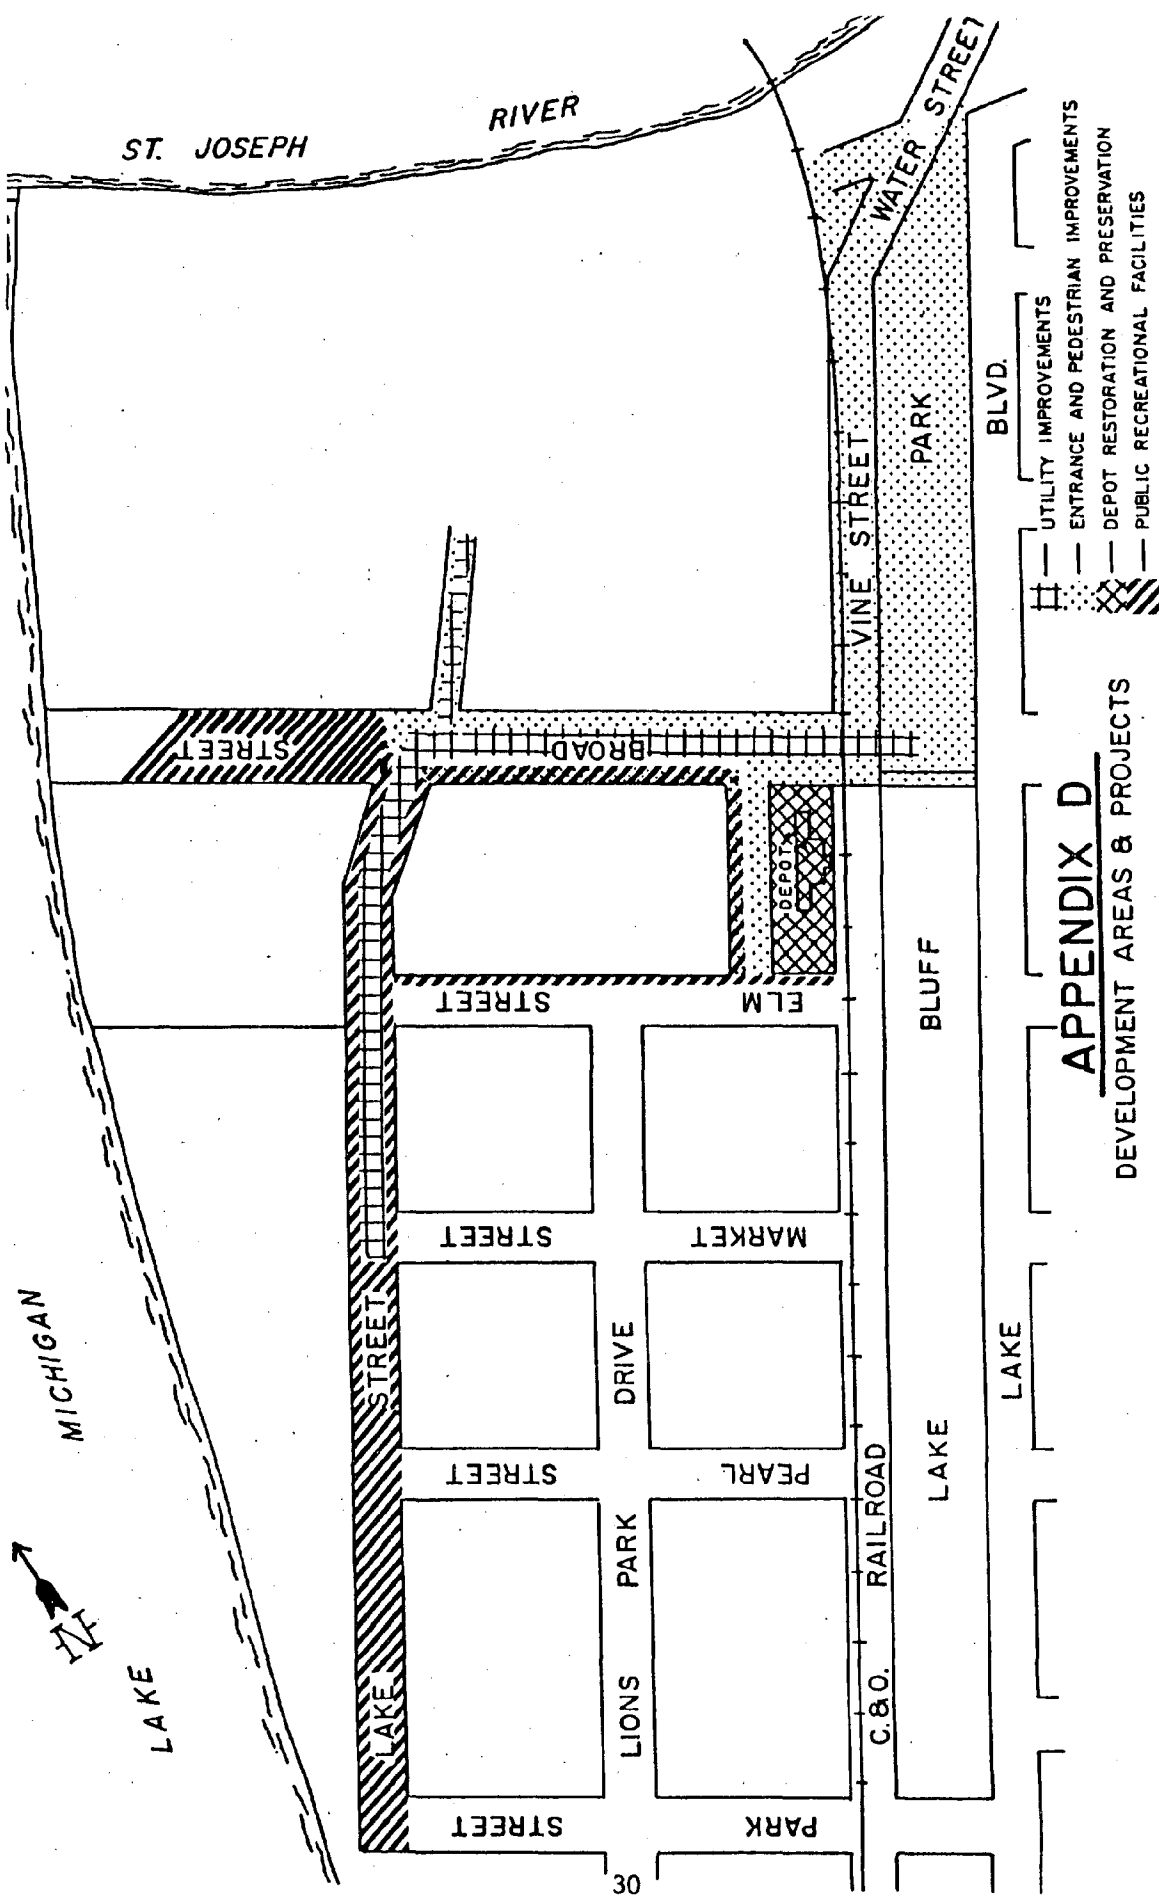 ST. JOSEPH RIVER
LAKE MICHIGAN
N
WATER STREET
VINE STREET
PARK
BLVD.
BROAD STREET
DEPOT
ELM STREET
BLUFF
MARKET STREET
LAKE STREET
LIONS PARK DRIVE
PEARL STREET
C. & O. RAILROAD
LAKE
LAKE
PARK STREET
UTILITY IMPROVEMENTS
ENTRANCE AND PEDESTRIAN IMPROVEMENTS
DEPOT RESTORATION AND PRESERVATION
PUBLIC RECREATIONAL FACILITIES
APPENDIX D
DEVELOPMENT AREAS & PROJECTS
30